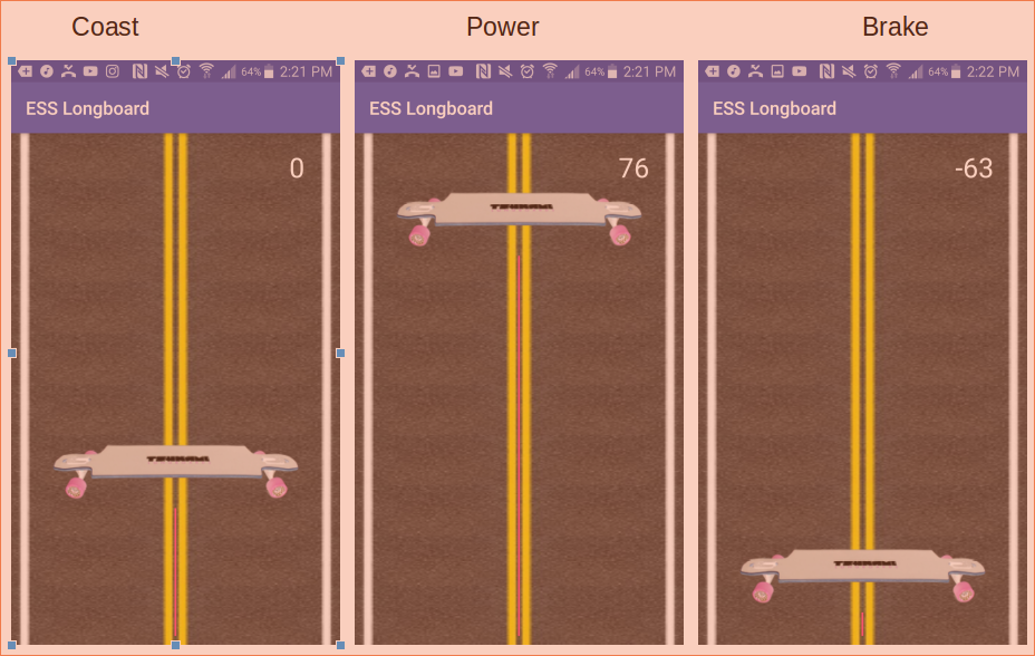 Coast
Power
Brake
64% 2:21 PM
ESS Longboard
0
64% 2:21 PM
ESS Longboard
76
64% 2:22 PM
ESS Longboard
-63